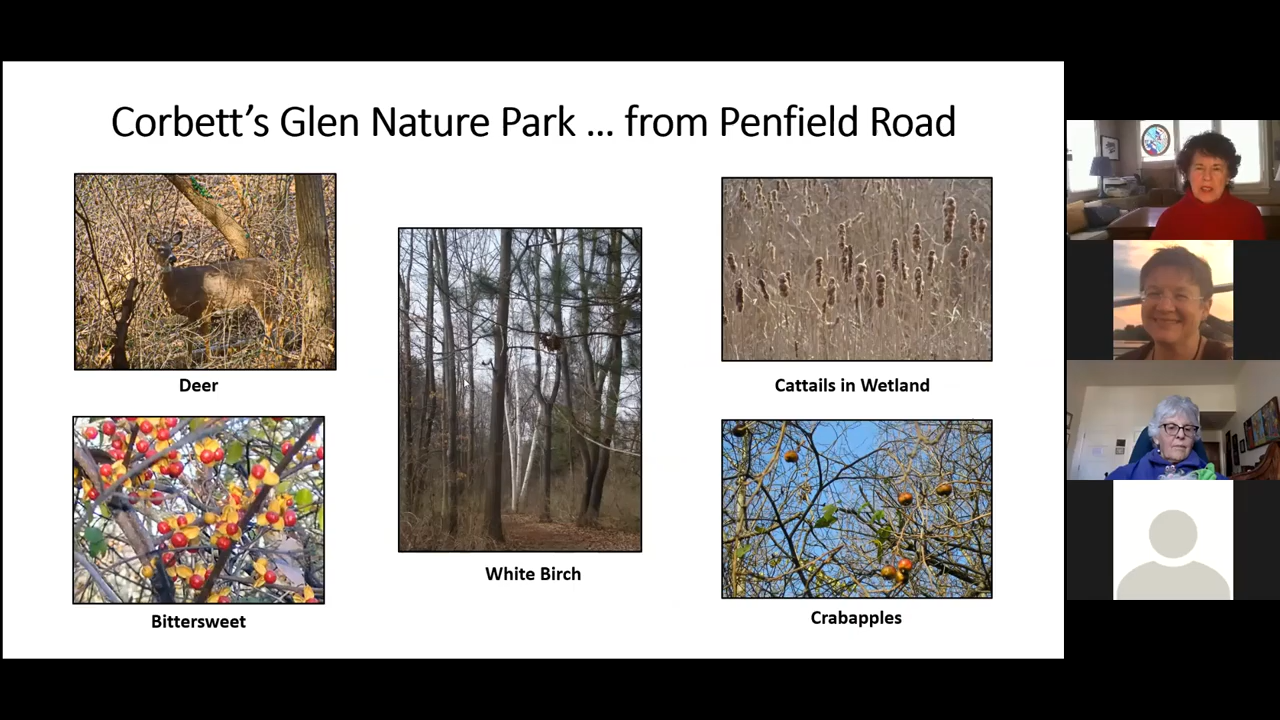 Corbett’s Glen Nature Park … from Penfield Road
Deer
Bittersweet
White Birch
Cattails in Wetland
Crabapples